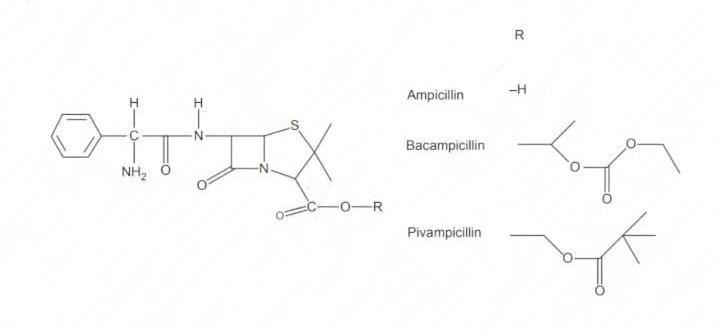 R
Ampicillin –H
Bacampicillin
Pivampicillin
H H
C N
NH₂ O
S
N
O
O C O R
O
O
O
O
O